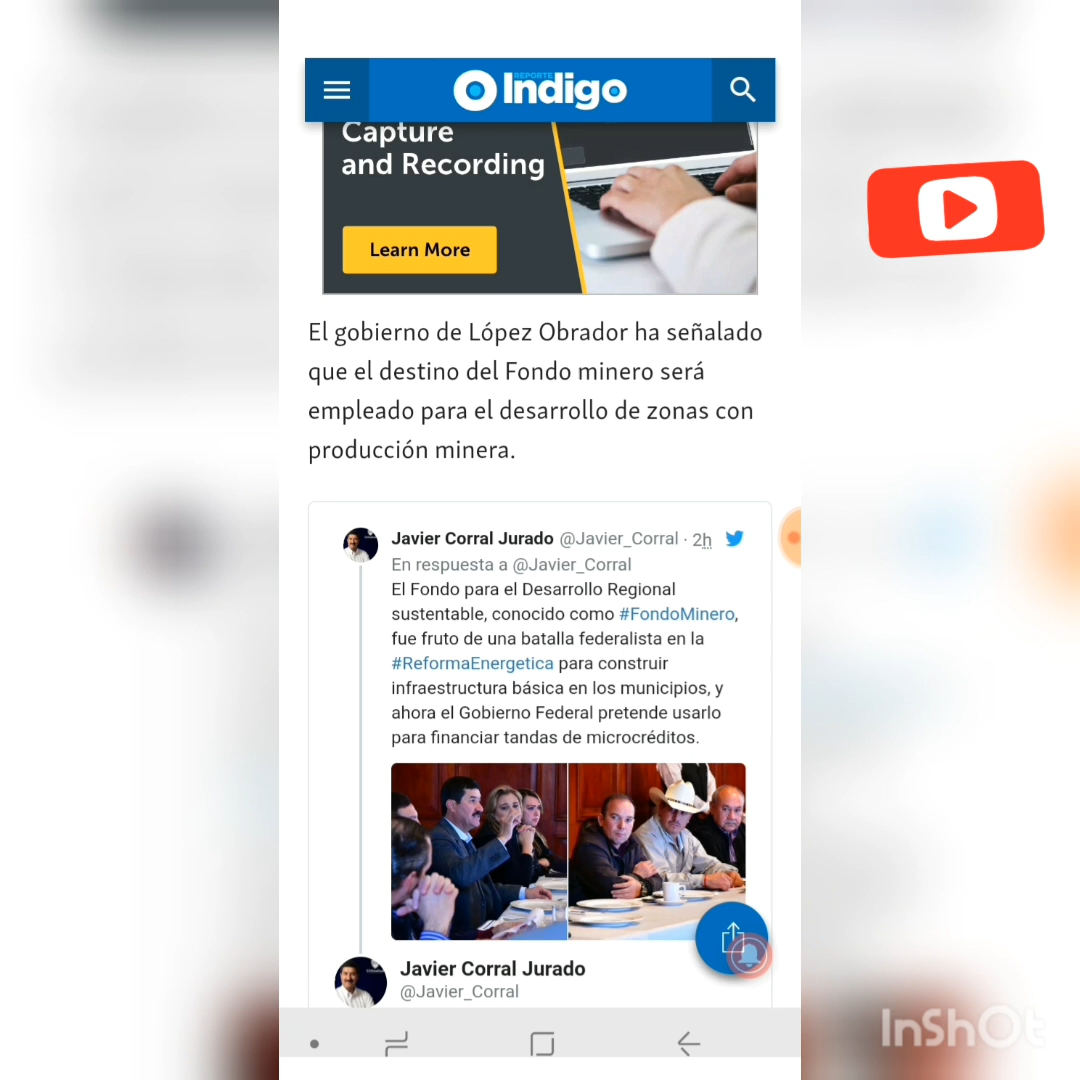 REPORTE
Indigo
Capture
and Recording
Learn More
El gobierno de López Obrador ha señalado
que el destino del Fondo minero será
empleado para el desarrollo de zonas con
producción minera.
Javier Corral Jurado @Javier_Corral · 2h
En respuesta a @Javier_Corral
El Fondo para el Desarrollo Regional
sustentable, conocido como #FondoMinero,
fue fruto de una batalla federalista en la
#ReformaEnergetica para construir
infraestructura básica en los municipios, y
ahora el Gobierno Federal pretende usarlo
para financiar tandas de microcréditos.
Javier Corral Jurado
@Javier_Corral
InShOt